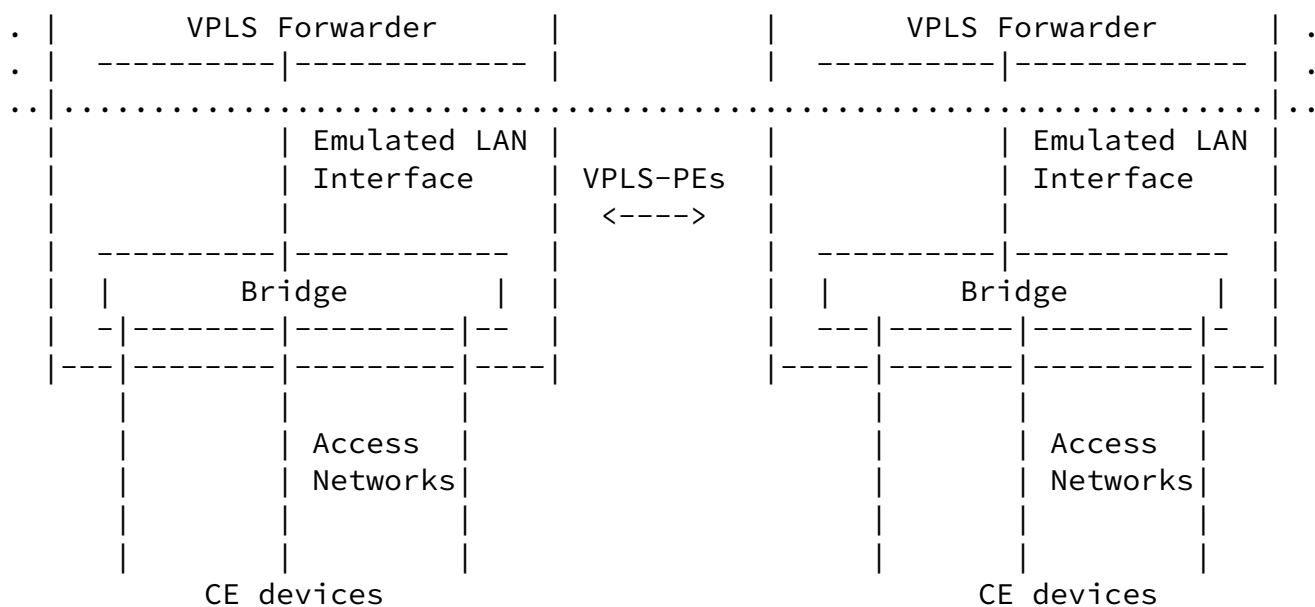 . | VPLS Forwarder | | VPLS Forwarder | .
. | ----------|------------- | | ----------|------------- | .
..|...................................................................|..
| | Emulated LAN | | | Emulated LAN |
| | Interface | VPLS-PEs | | Interface |
| | | <----> | | |
| ----------|------------ | | ----------|------------ |
| | Bridge | | | | Bridge | |
| -|--------|---------|-- | | ---|-------|---------|- |
|---|--------|---------|----| |-----|-------|---------|---|
| | | | | |
| | Access | | | Access |
| | Networks| | | Networks|
| | | | | |
| | | | | |
CE devices CE devices